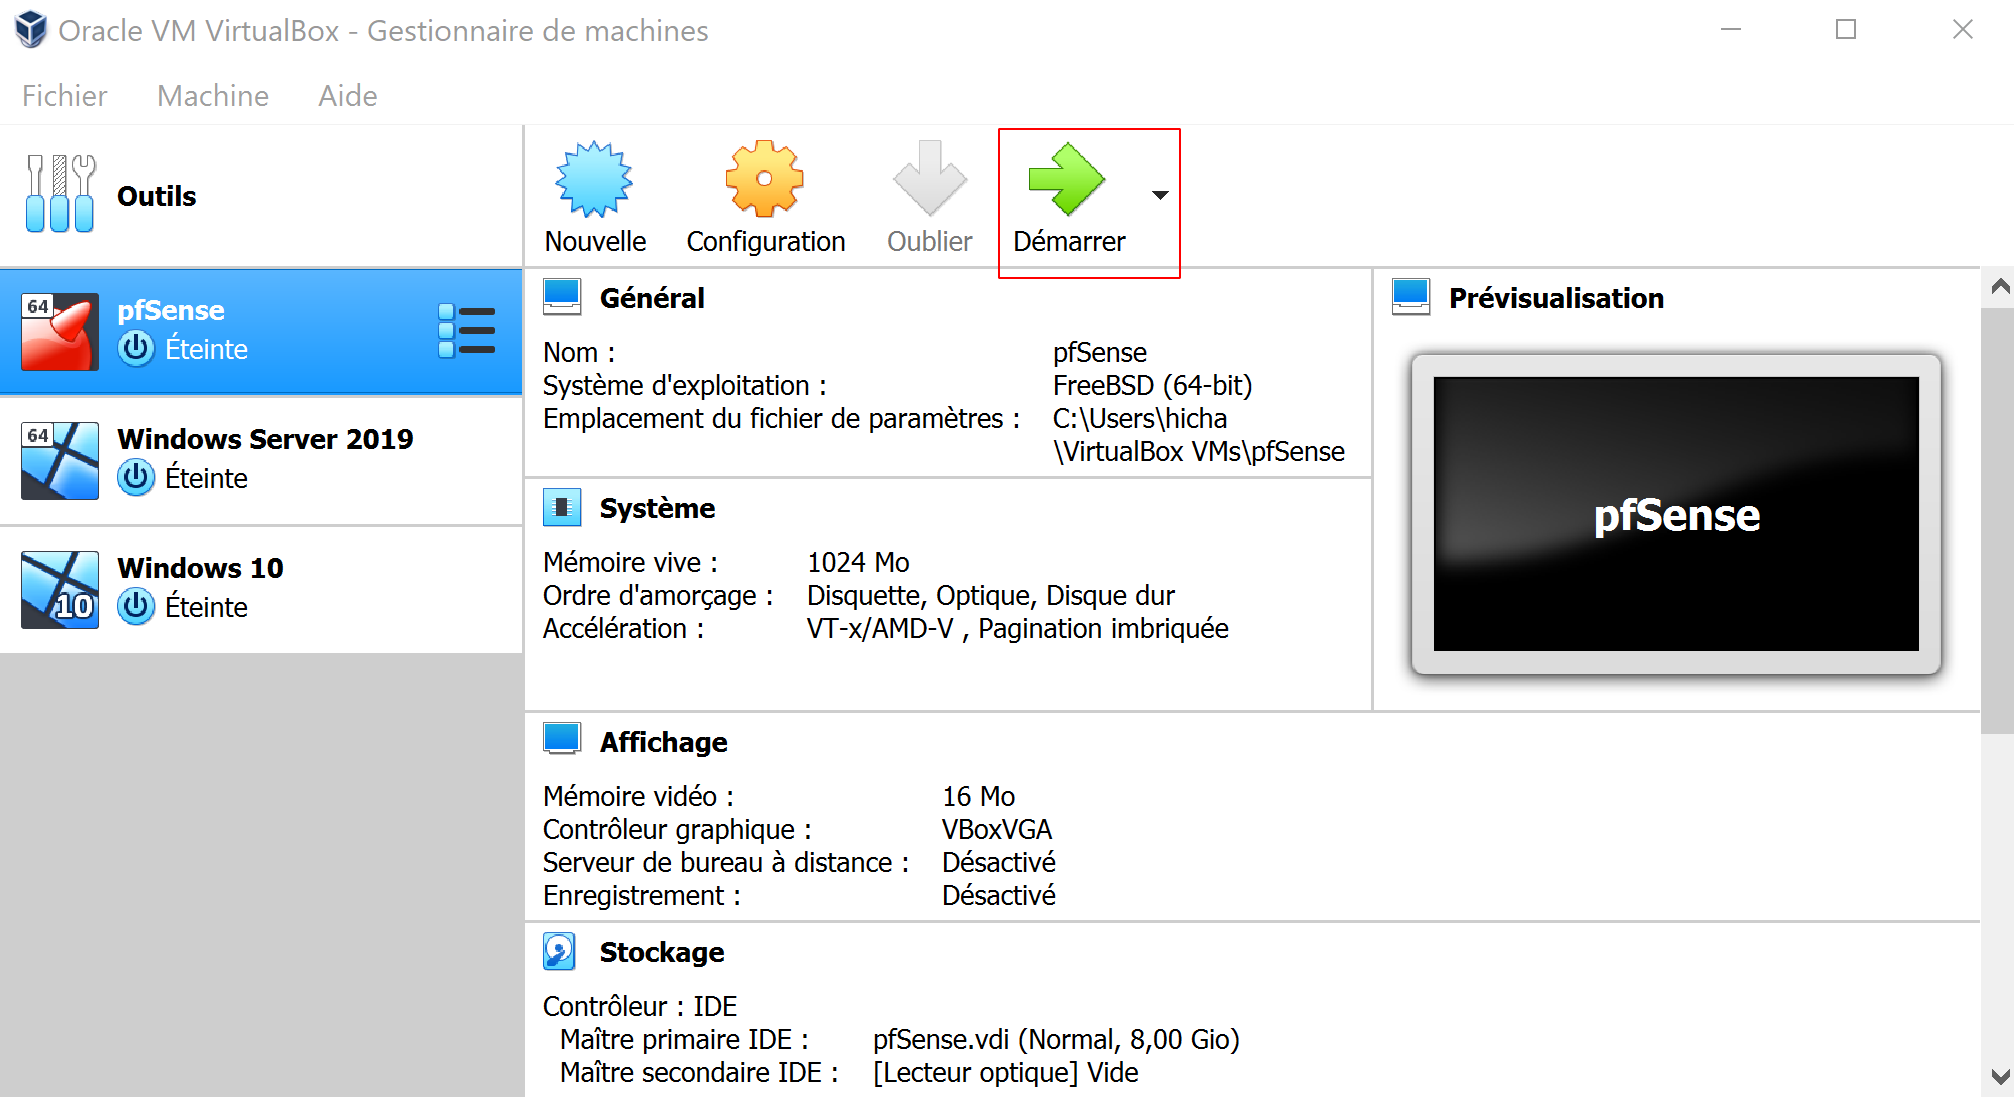 Oracle VM VirtualBox - Gestionnaire de machines
Fichier Machine Aide
Outils
Nouvelle Configuration Oublier Démarrer
64 pfSense
Éteinte
64 Windows Server 2019
Éteinte
Windows 10
10 Éteinte
Général
Nom : pfSense
Système d'exploitation : FreeBSD (64-bit)
Emplacement du fichier de paramètres : C:\Users\hicha
\VirtualBox VMs\pfSense
Prévisualisation
pfSense
Système
Mémoire vive : 1024 Mo
Ordre d'amorçage : Disquette, Optique, Disque dur
Accélération : VT-x/AMD-V , Pagination imbriquée
Affichage
Mémoire vidéo : 16 Mo
Contrôleur graphique : VBoxVGA
Serveur de bureau à distance : Désactivé
Enregistrement : Désactivé
Stockage
Contrôleur : IDE
Maître primaire IDE : pfSense.vdi (Normal, 8,00 Gio)
Maître secondaire IDE : [Lecteur optique] Vide